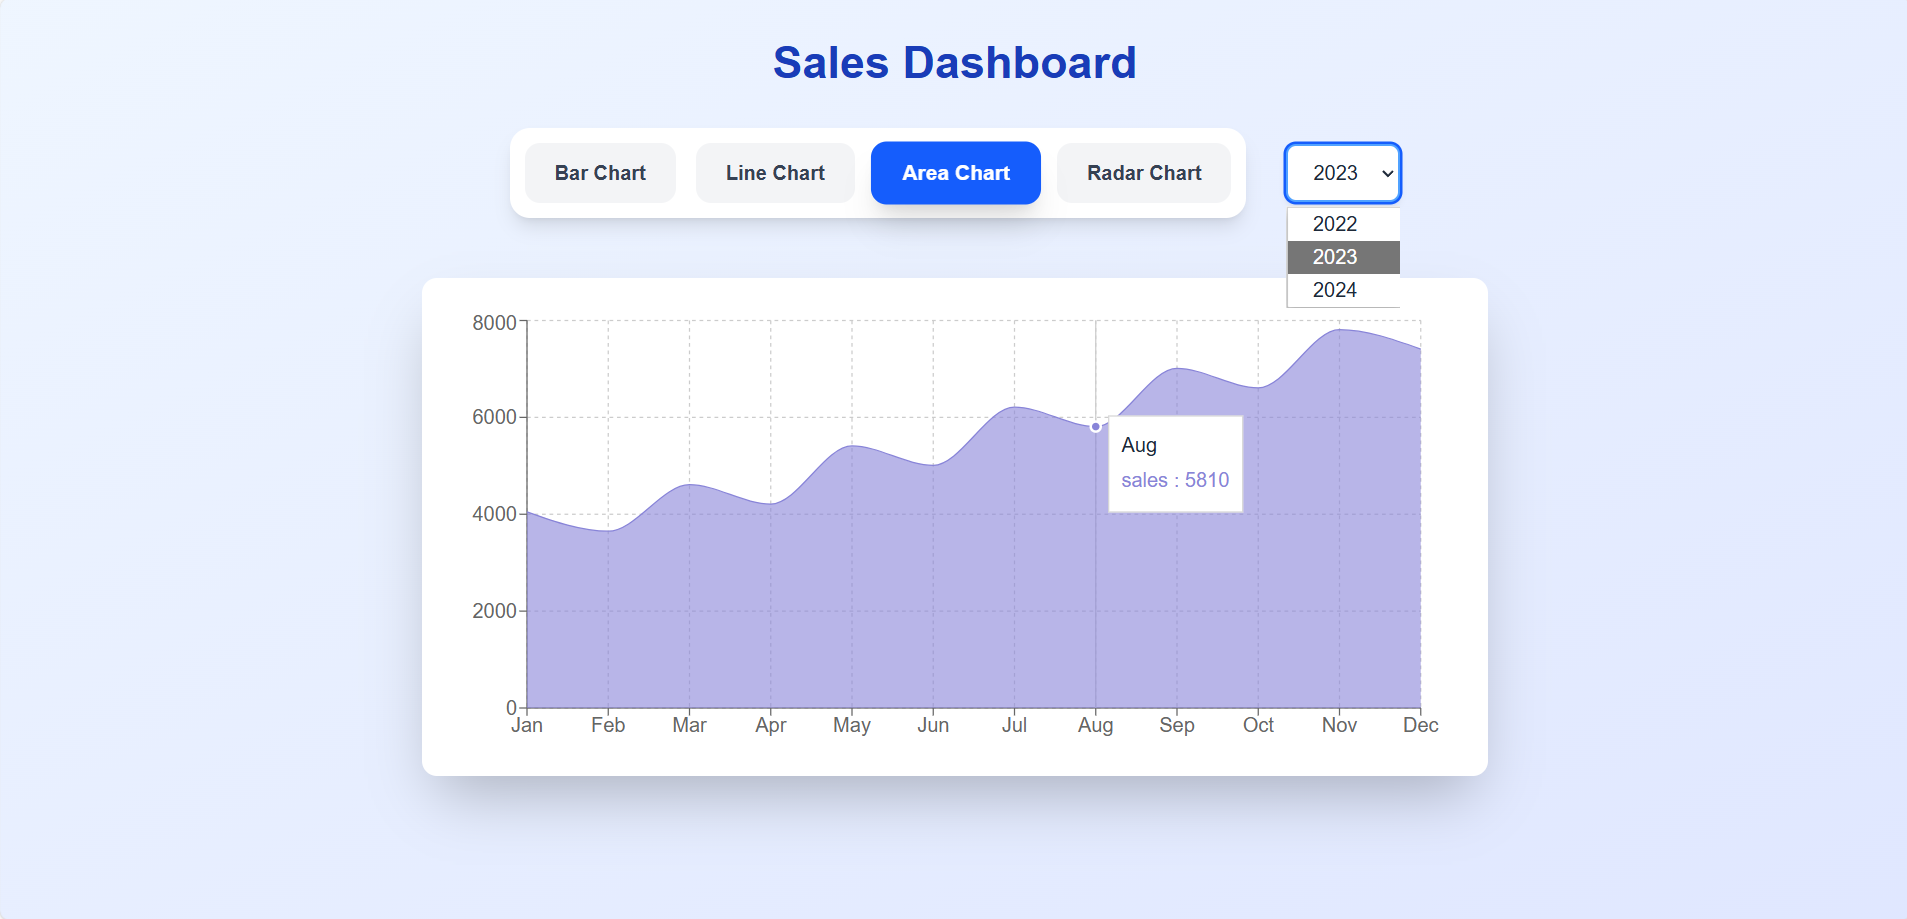 Sales Dashboard
Bar Chart Line Chart Area Chart Radar Chart 2023
2022
2023
2024
8000
6000
4000
2000
0
Aug
sales : 5810
Jan Feb Mar Apr May Jun Jul Aug Sep Oct Nov Dec